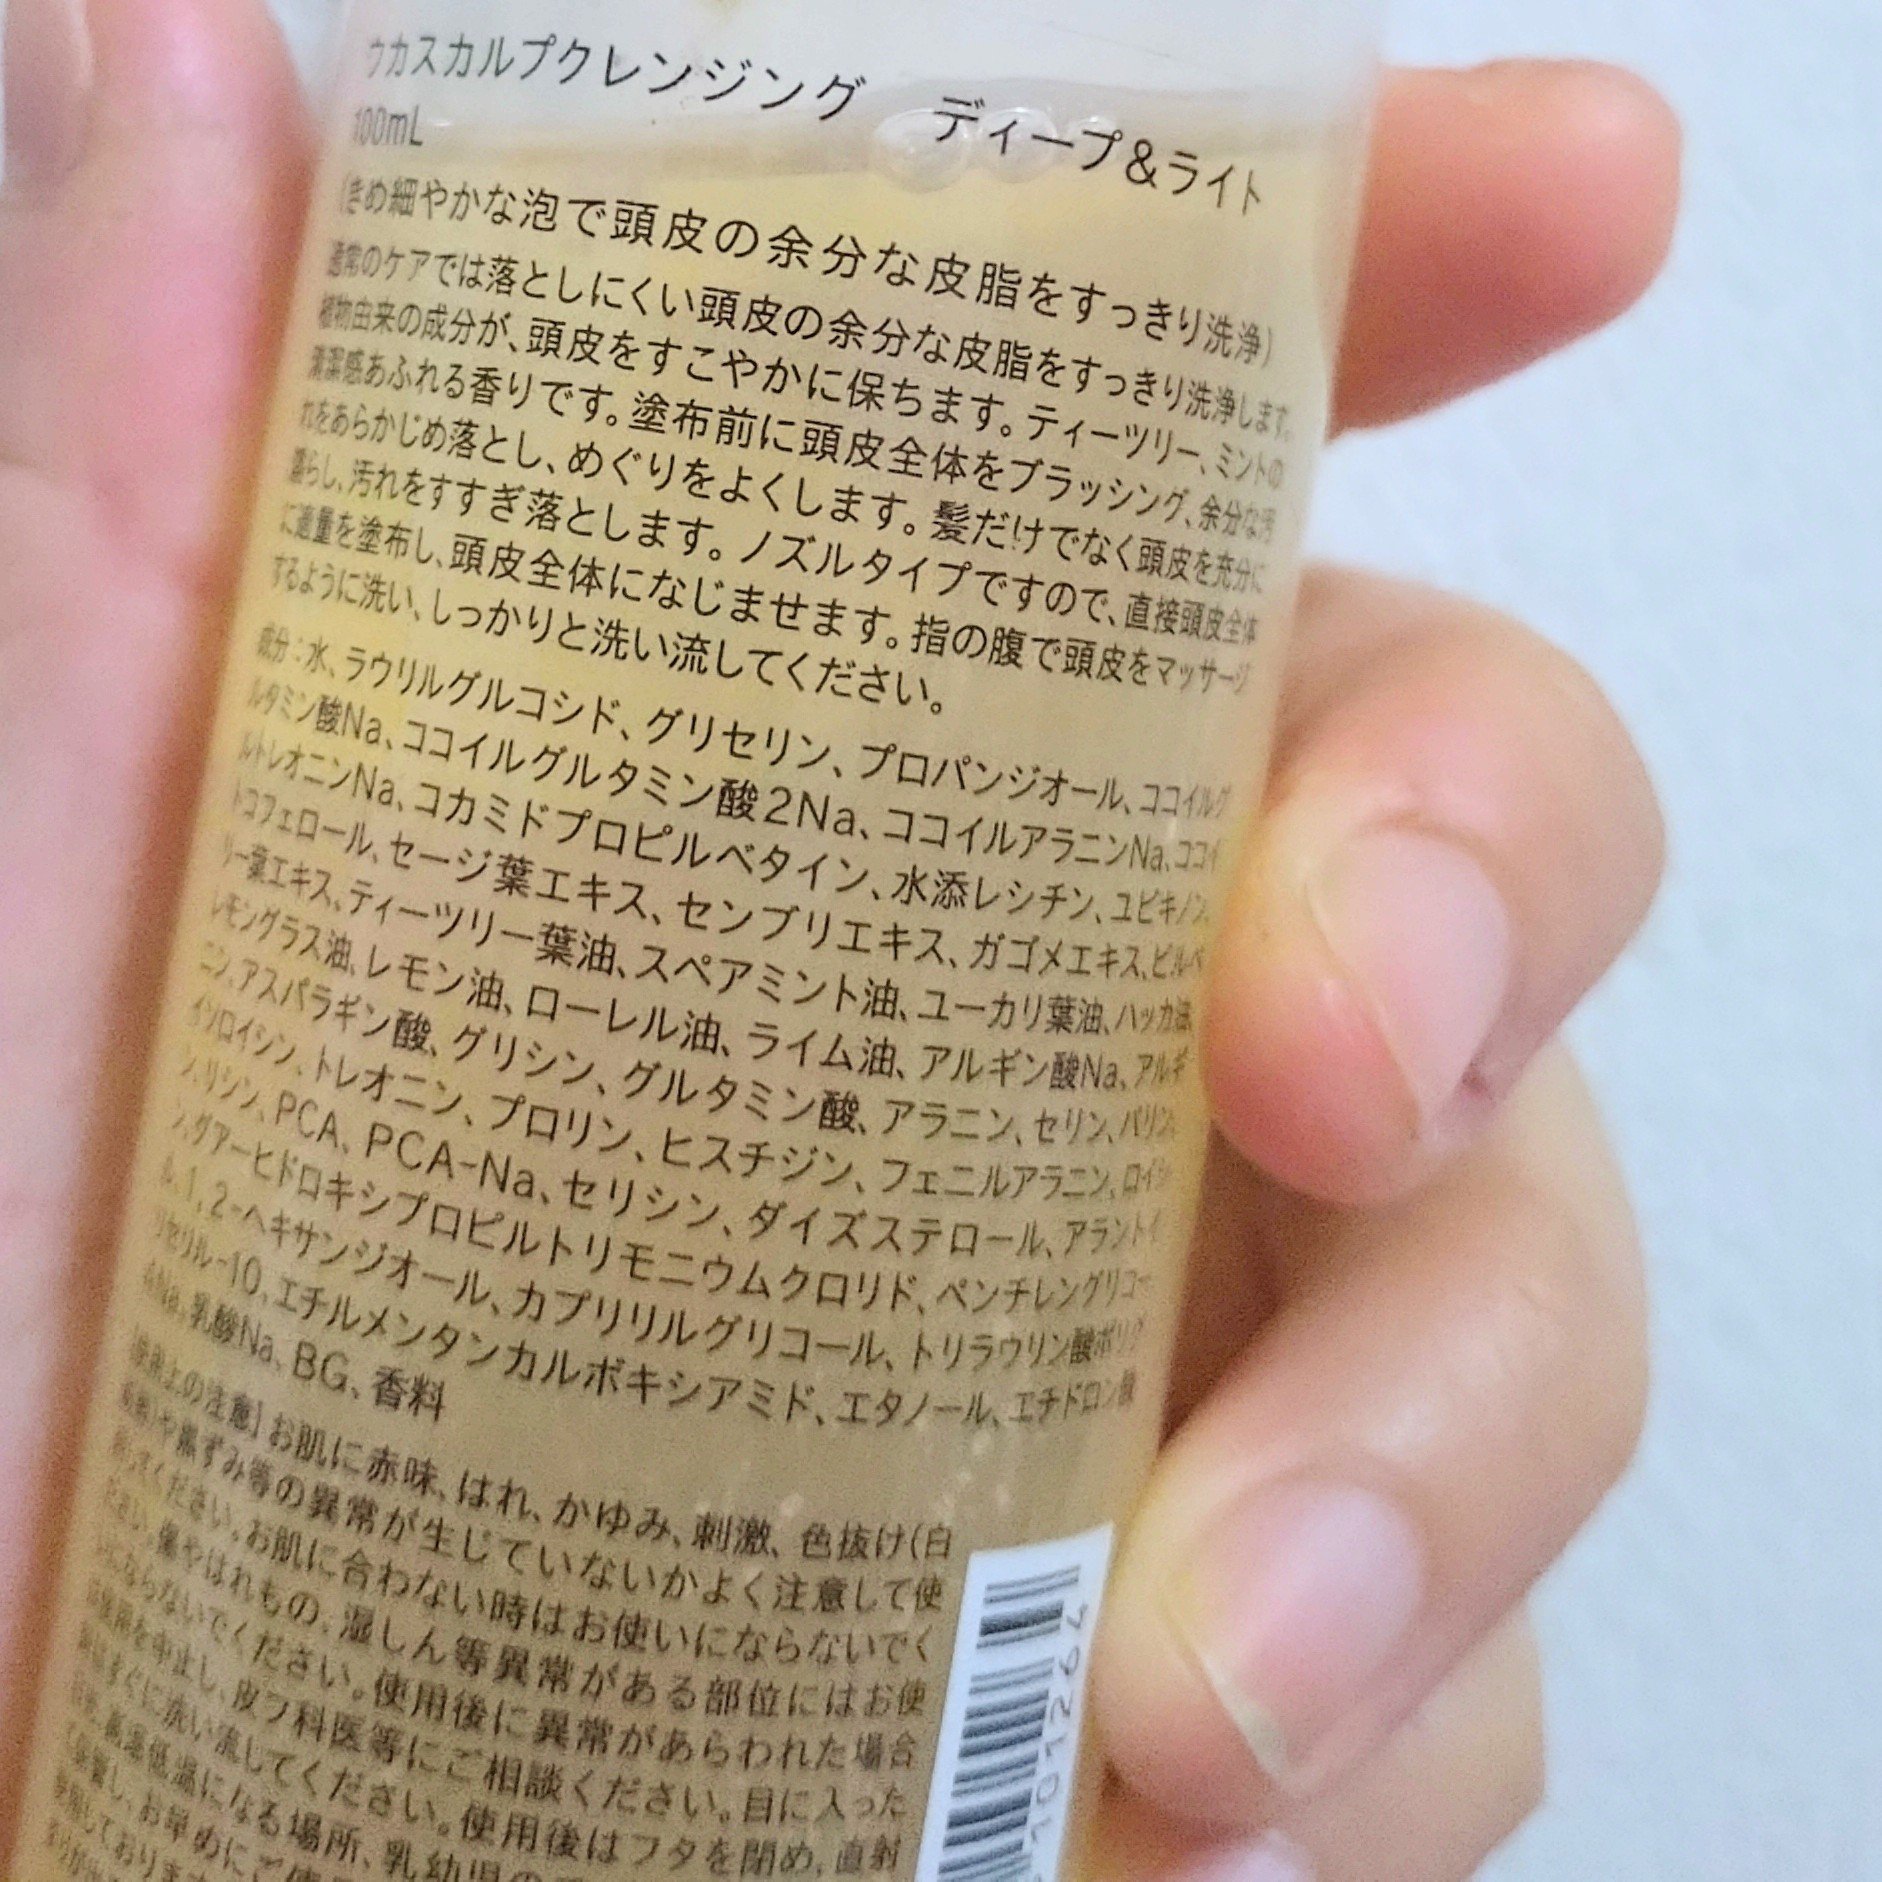 ウカスカルプクレンジング　ディープ&ライト
100mL
(きめ細やかな泡で頭皮の余分な皮脂をすっきり洗浄)
通常のケアでは落としにくい頭皮の余分な皮脂をすっきり洗浄します。
植物由来の成分が、頭皮をすこやかに保ちます。ティーツリー、ミントの
清潔感あふれる香りです。塗布前に頭皮全体をブラッシング、余分な汚
れをあらかじめ落とし、めぐりをよくします。髪だけでなく頭皮を充分に
濡らし、汚れをすすぎ落とします。ノズルタイプですので、直接頭皮全体
に適量を塗布し、頭皮全体になじませます。指の腹で頭皮をマッサージ
するように洗い、しっかりと洗い流してください。
成分：水、ラウリルグルコシド、グリセリン、プロパンジオール、ココイルグ
ルタミン酸Na、ココイルグルタミン酸2Na、ココイルアラニンNa、ココイ
ルトレオニンNa、コカミドプロピルベタイン、水添レシチン、ユビキノン、
トコフェロール、セージ葉エキス、センブリエキス、ガゴメエキス、ビルベ
リー葉エキス、ティーツリー葉油、スペアミント油、ユーカリ葉油、ハッカ油、
レモングラス油、レモン油、ローレル油、ライム油、アルギン酸Na、アルギ
ニン、アスパラギン酸、グリシン、グルタミン酸、アラニン、セリン、バリン、
イソロイシン、トレオニン、プロリン、ヒスチジン、フェニルアラニン、ロイシ
ン、リシン、PCA、PCA-Na、セリシン、ダイズステロール、アラントイ
ン、グアーヒドロキシプロピルトリモニウムクロリド、ペンチレングリコー
ル、1，2-ヘキサンジオール、カプリリルグリコール、トリラウリン酸ポリグ
リセリル-10、エチルメンタンカルボキシアミド、エタノール、エチドロン酸
4Na、乳酸Na、BG、香料
[使用上の注意] お肌に赤味、はれ、かゆみ、刺激、色抜け(白
斑等)や黒ずみ等の異常が生じていないかよく注意して使
用してください。お肌に合わない時はお使いにならないでく
ださい。傷やはれもの、湿しん等異常がある部位にはお使
いにならないでください。使用後に異常があらわれた場合
は使用を中止し、皮フ科医等にご相談ください。目に入った
時はすぐに洗い流してください。使用後はフタを閉め、直射
日光、高温低温になる場所、乳幼児の
お早めにご使
しております